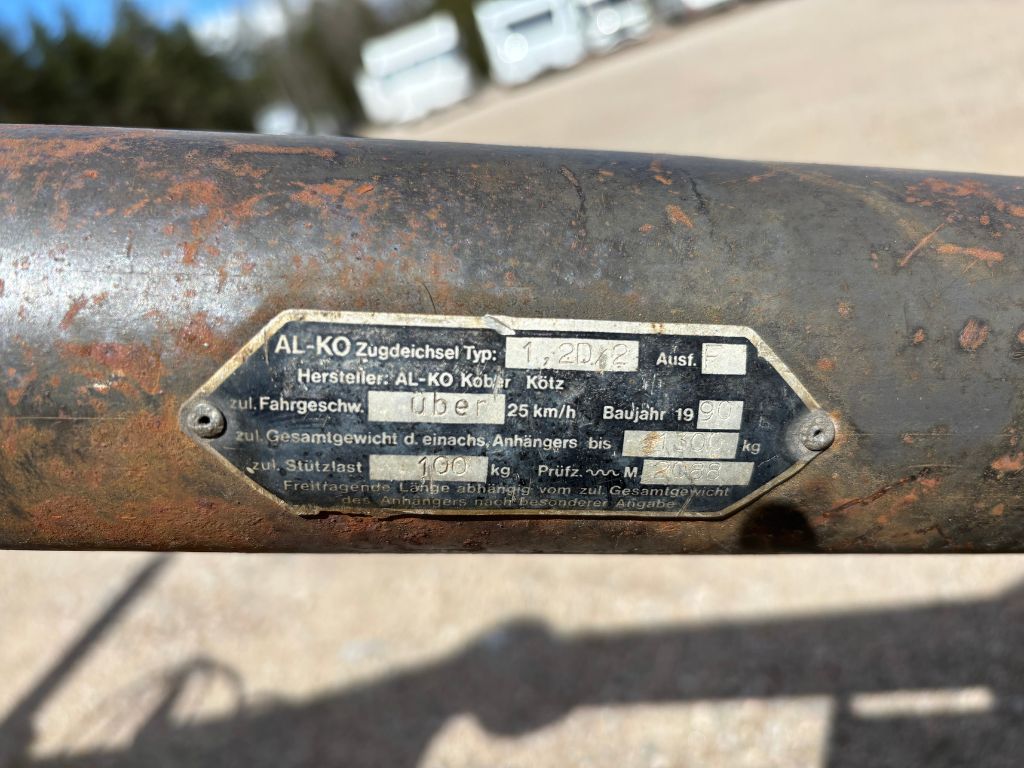 AL-KO Zugdeichsel Typ: 1,2D/2 Ausf. E
Hersteller: AL-KO Kober Kötz
zul. Fahrgeschw. über 25 km/h Baujahr 1990
zul. Gesamtgewicht d. einachs. Anhängers bis 1300 kg
zul. Stützlast 100 kg Prüfz. M 2088
Freitragende Länge abhängig vom zul. Gesamtgewicht
des Anhängers nach besonderer Angabe